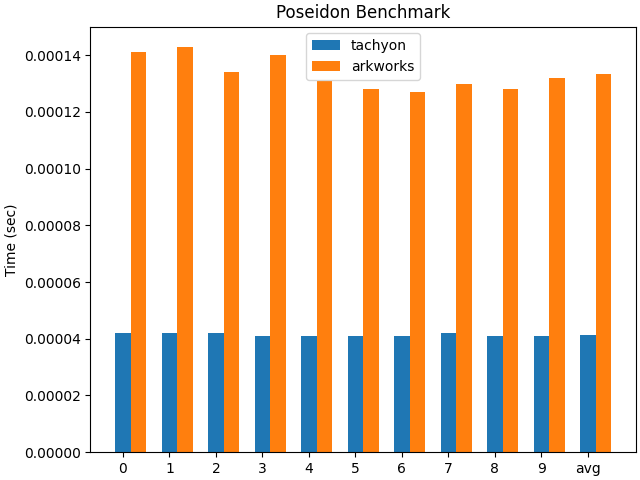 Poseidon Benchmark
tachyon
arkworks
Time (sec)
0.00014
0.00012
0.00010
0.00008
0.00006
0.00004
0.00002
0.00000
0 1 2 3 4 5 6 7 8 9 avg